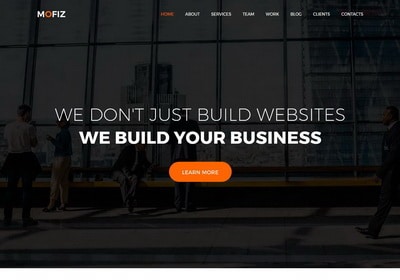 MOFIZ
HOME ABOUT SERVICES TEAM WORK BLOG CLIENTS CONTACTS
WE DON'T JUST BUILD WEBSITES
WE BUILD YOUR BUSINESS
LEARN MORE